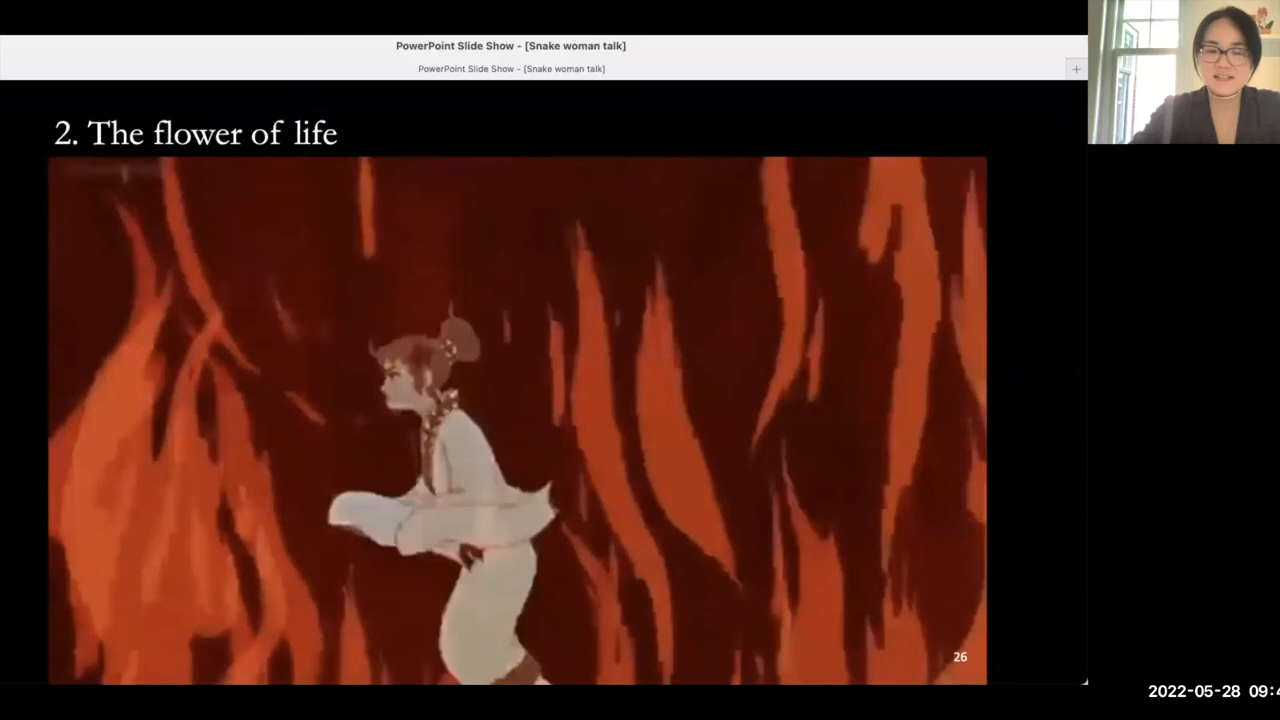 PowerPoint Slide Show - [Snake woman talk]
PowerPoint Slide Show - [Snake woman talk]
+
2. The flower of life
26
2022-05-28 09:4